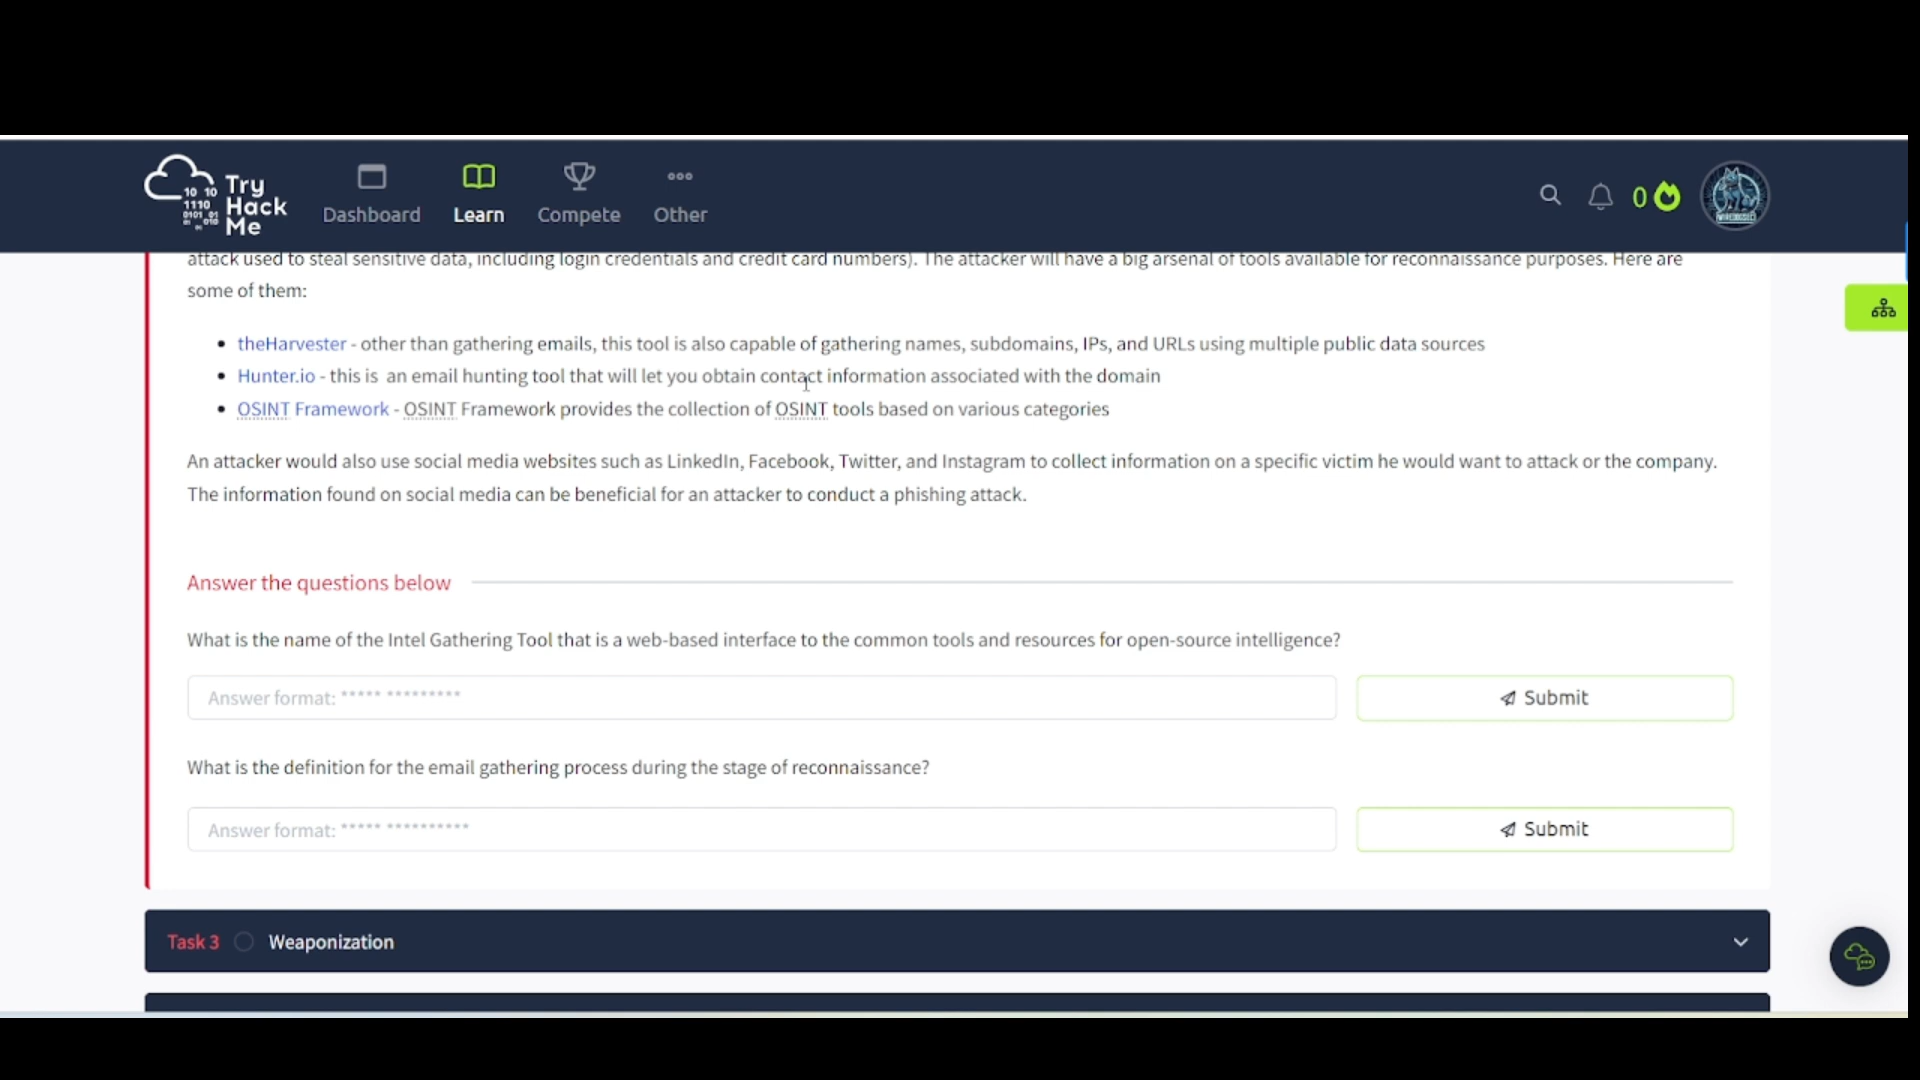 Try
Hack
Me
10 10
1110
0101 01
Dashboard
Learn
Compete
Other
0
attack used to steal sensitive data, including login credentials and credit card numbers). The attacker will have a big arsenal of tools available for reconnaissance purposes. Here are
some of them:
theHarvester - other than gathering emails, this tool is also capable of gathering names, subdomains, IPs, and URLs using multiple public data sources
Hunter.io - this is  an email hunting tool that will let you obtain contact information associated with the domain
OSINT Framework - OSINT Framework provides the collection of OSINT tools based on various categories
An attacker would also use social media websites such as LinkedIn, Facebook, Twitter, and Instagram to collect information on a specific victim he would want to attack or the company.
The information found on social media can be beneficial for an attacker to conduct a phishing attack.
Answer the questions below
What is the name of the Intel Gathering Tool that is a web-based interface to the common tools and resources for open-source intelligence?
Answer format: ***** *********
Submit
What is the definition for the email gathering process during the stage of reconnaissance?
Answer format: ***** **********
Submit
Task 3
Weaponization